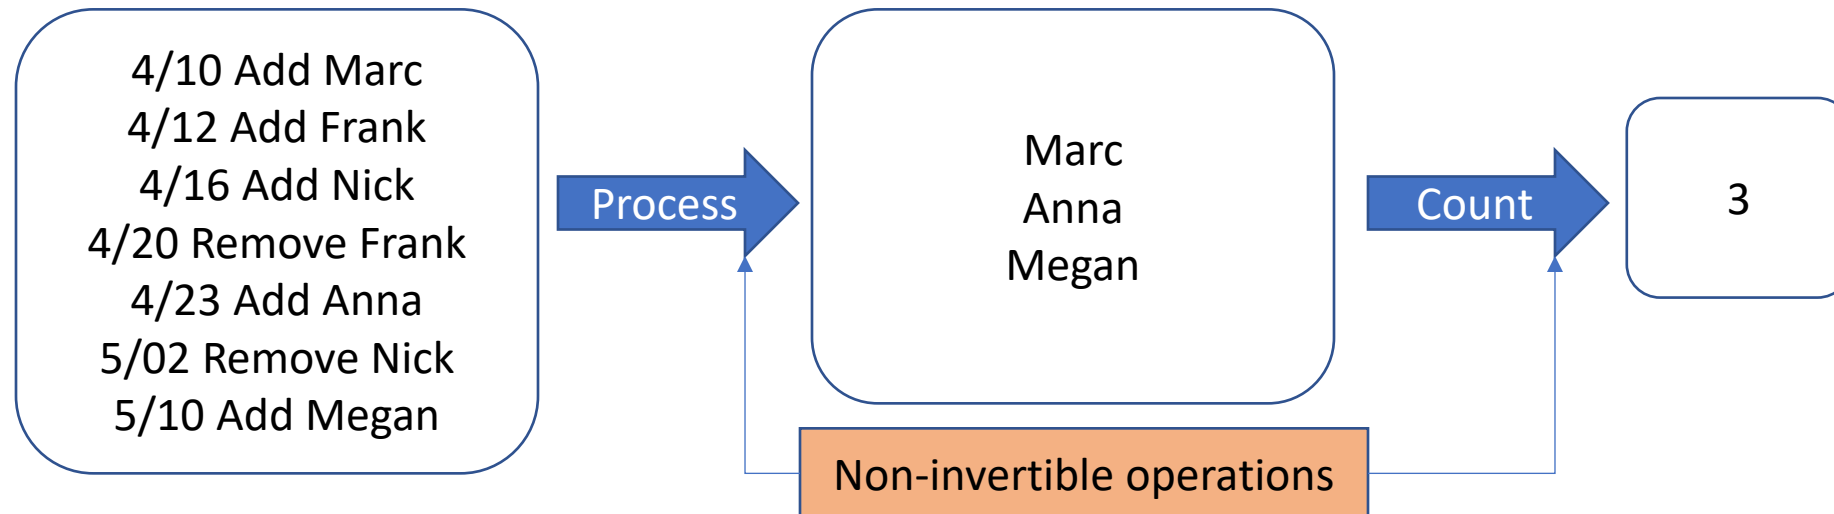 4/10 Add Marc
4/12 Add Frank
4/16 Add Nick
4/20 Remove Frank
4/23 Add Anna
5/02 Remove Nick
5/10 Add Megan
Process
Marc
Anna
Megan
Count
3
Non-invertible operations